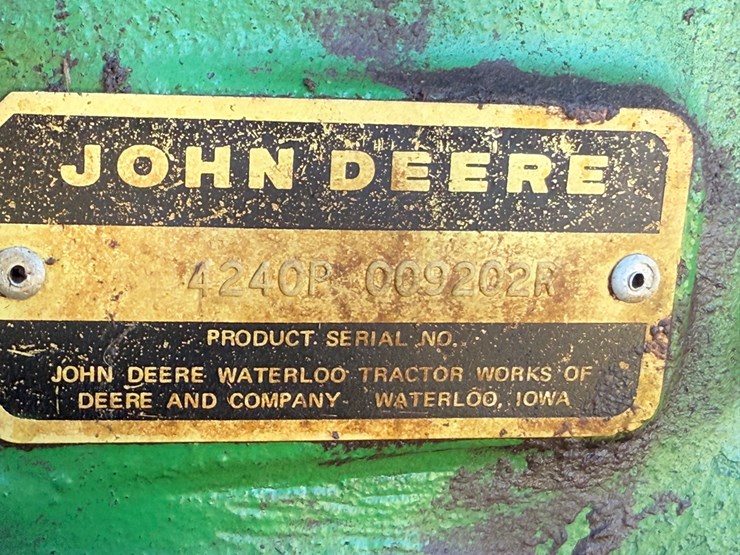 JOHN DEERE
4240P 009202R
PRODUCT SERIAL NO.
JOHN DEERE WATERLOO TRACTOR WORKS OF
DEERE AND COMPANY WATERLOO, IOWA